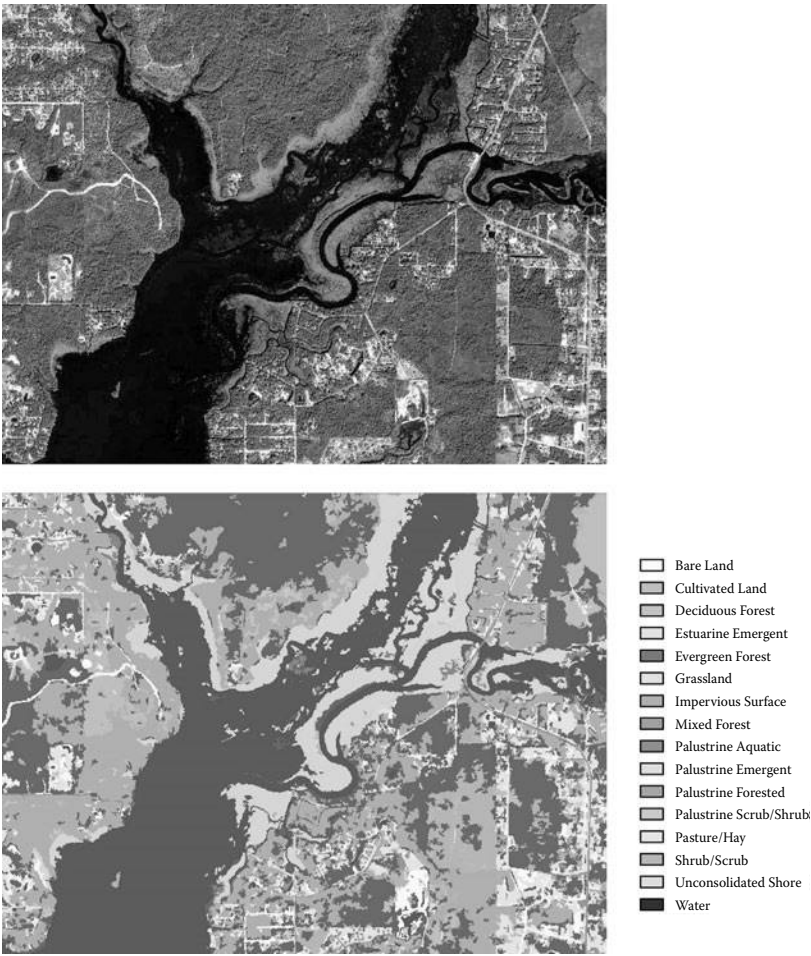 Bare Land
Cultivated Land
Deciduous Forest
Estuarine Emergent
Evergreen Forest
Grassland
Impervious Surface
Mixed Forest
Palustrine Aquatic
Palustrine Emergent
Palustrine Forested
Palustrine Scrub/Shrub
Pasture/Hay
Shrub/Scrub
Unconsolidated Shore
Water